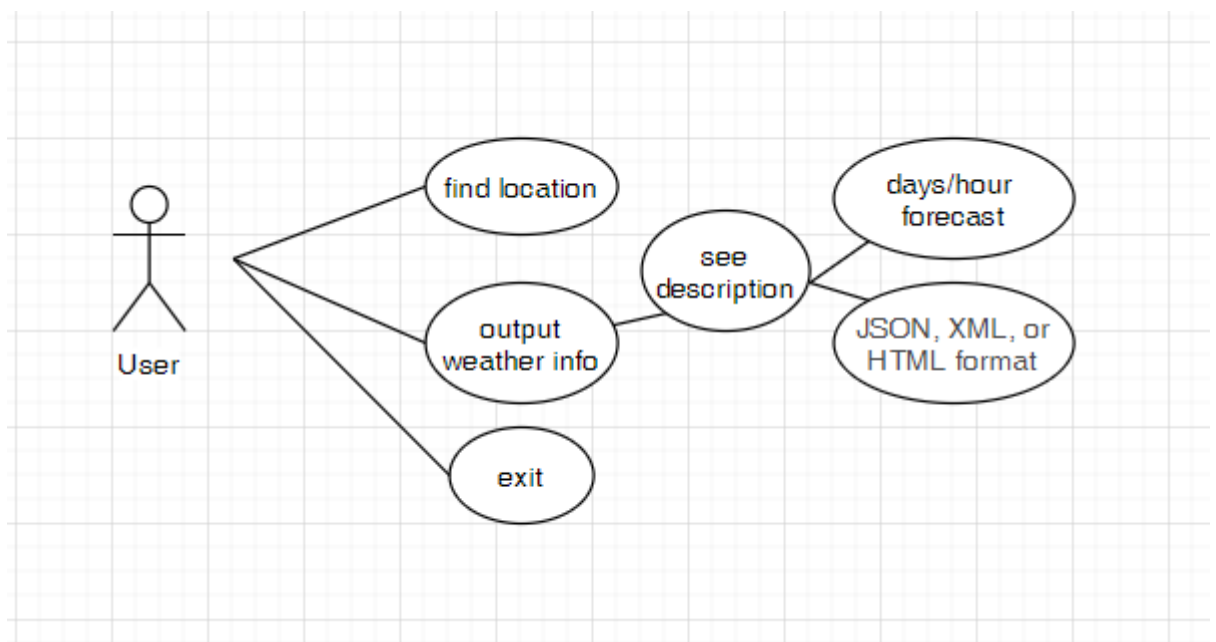 User
find location
output
weather info
exit
see
description
days/hour
forecast
JSON, XML, or
HTML format